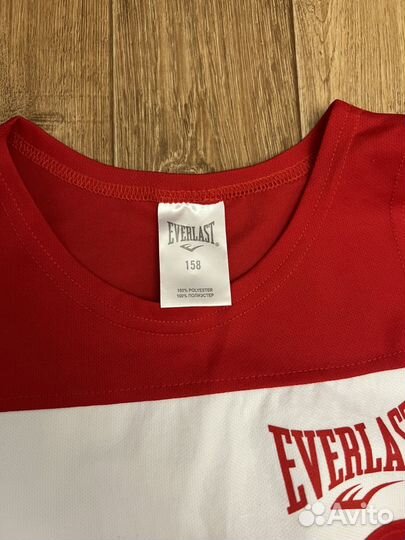 EVERLAST®
158
100% POLYESTER
100% ПОЛИЭСТЕР
EVERLAST
Avito